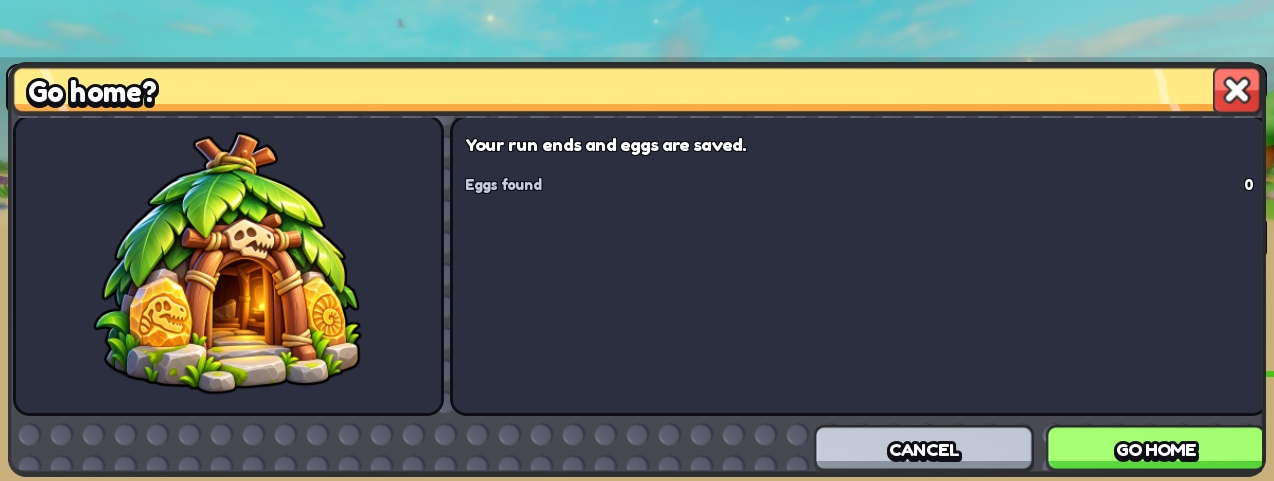 Go home?
Your run ends and eggs are saved.
Eggs found 0
CANCEL
GO HOME